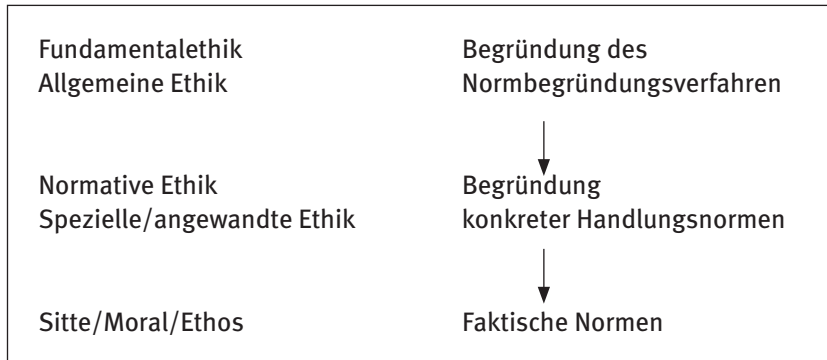 Fundamentalethik
Allgemeine Ethik
Begründung des
Normbegründungsverfahren
Normative Ethik
Spezielle/angewandte Ethik
Begründung
konkreter Handlungsnormen
Sitte/Moral/Ethos
Faktische Normen